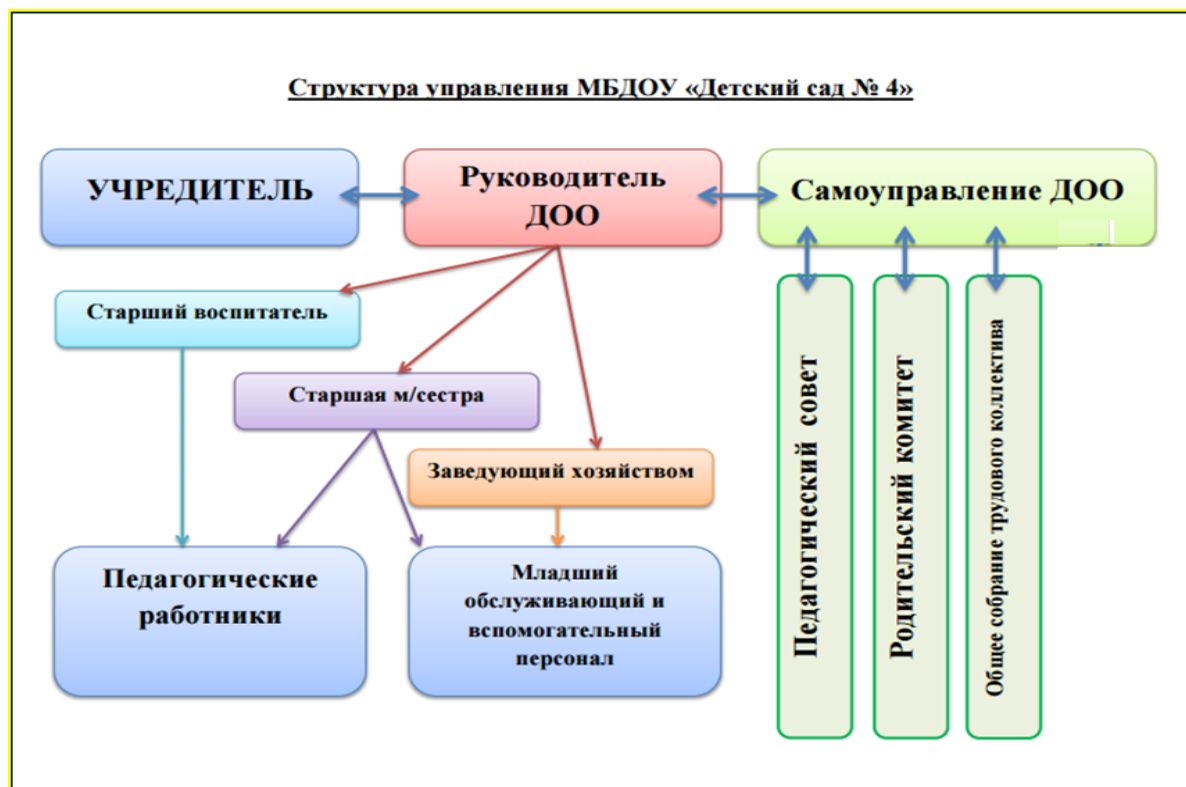 Структура управления МБДОУ «Детский сад № 4»
УЧРЕДИТЕЛЬ
Руководитель
ДОО
Самоуправление ДОО
Старший воспитатель
Старшая м/сестра
Заведующий хозяйством
Педагогические
работники
Младший
обслуживающий и
вспомогательный
персонал
Педагогический совет
Родительский комитет
Общее собрание трудового коллектива